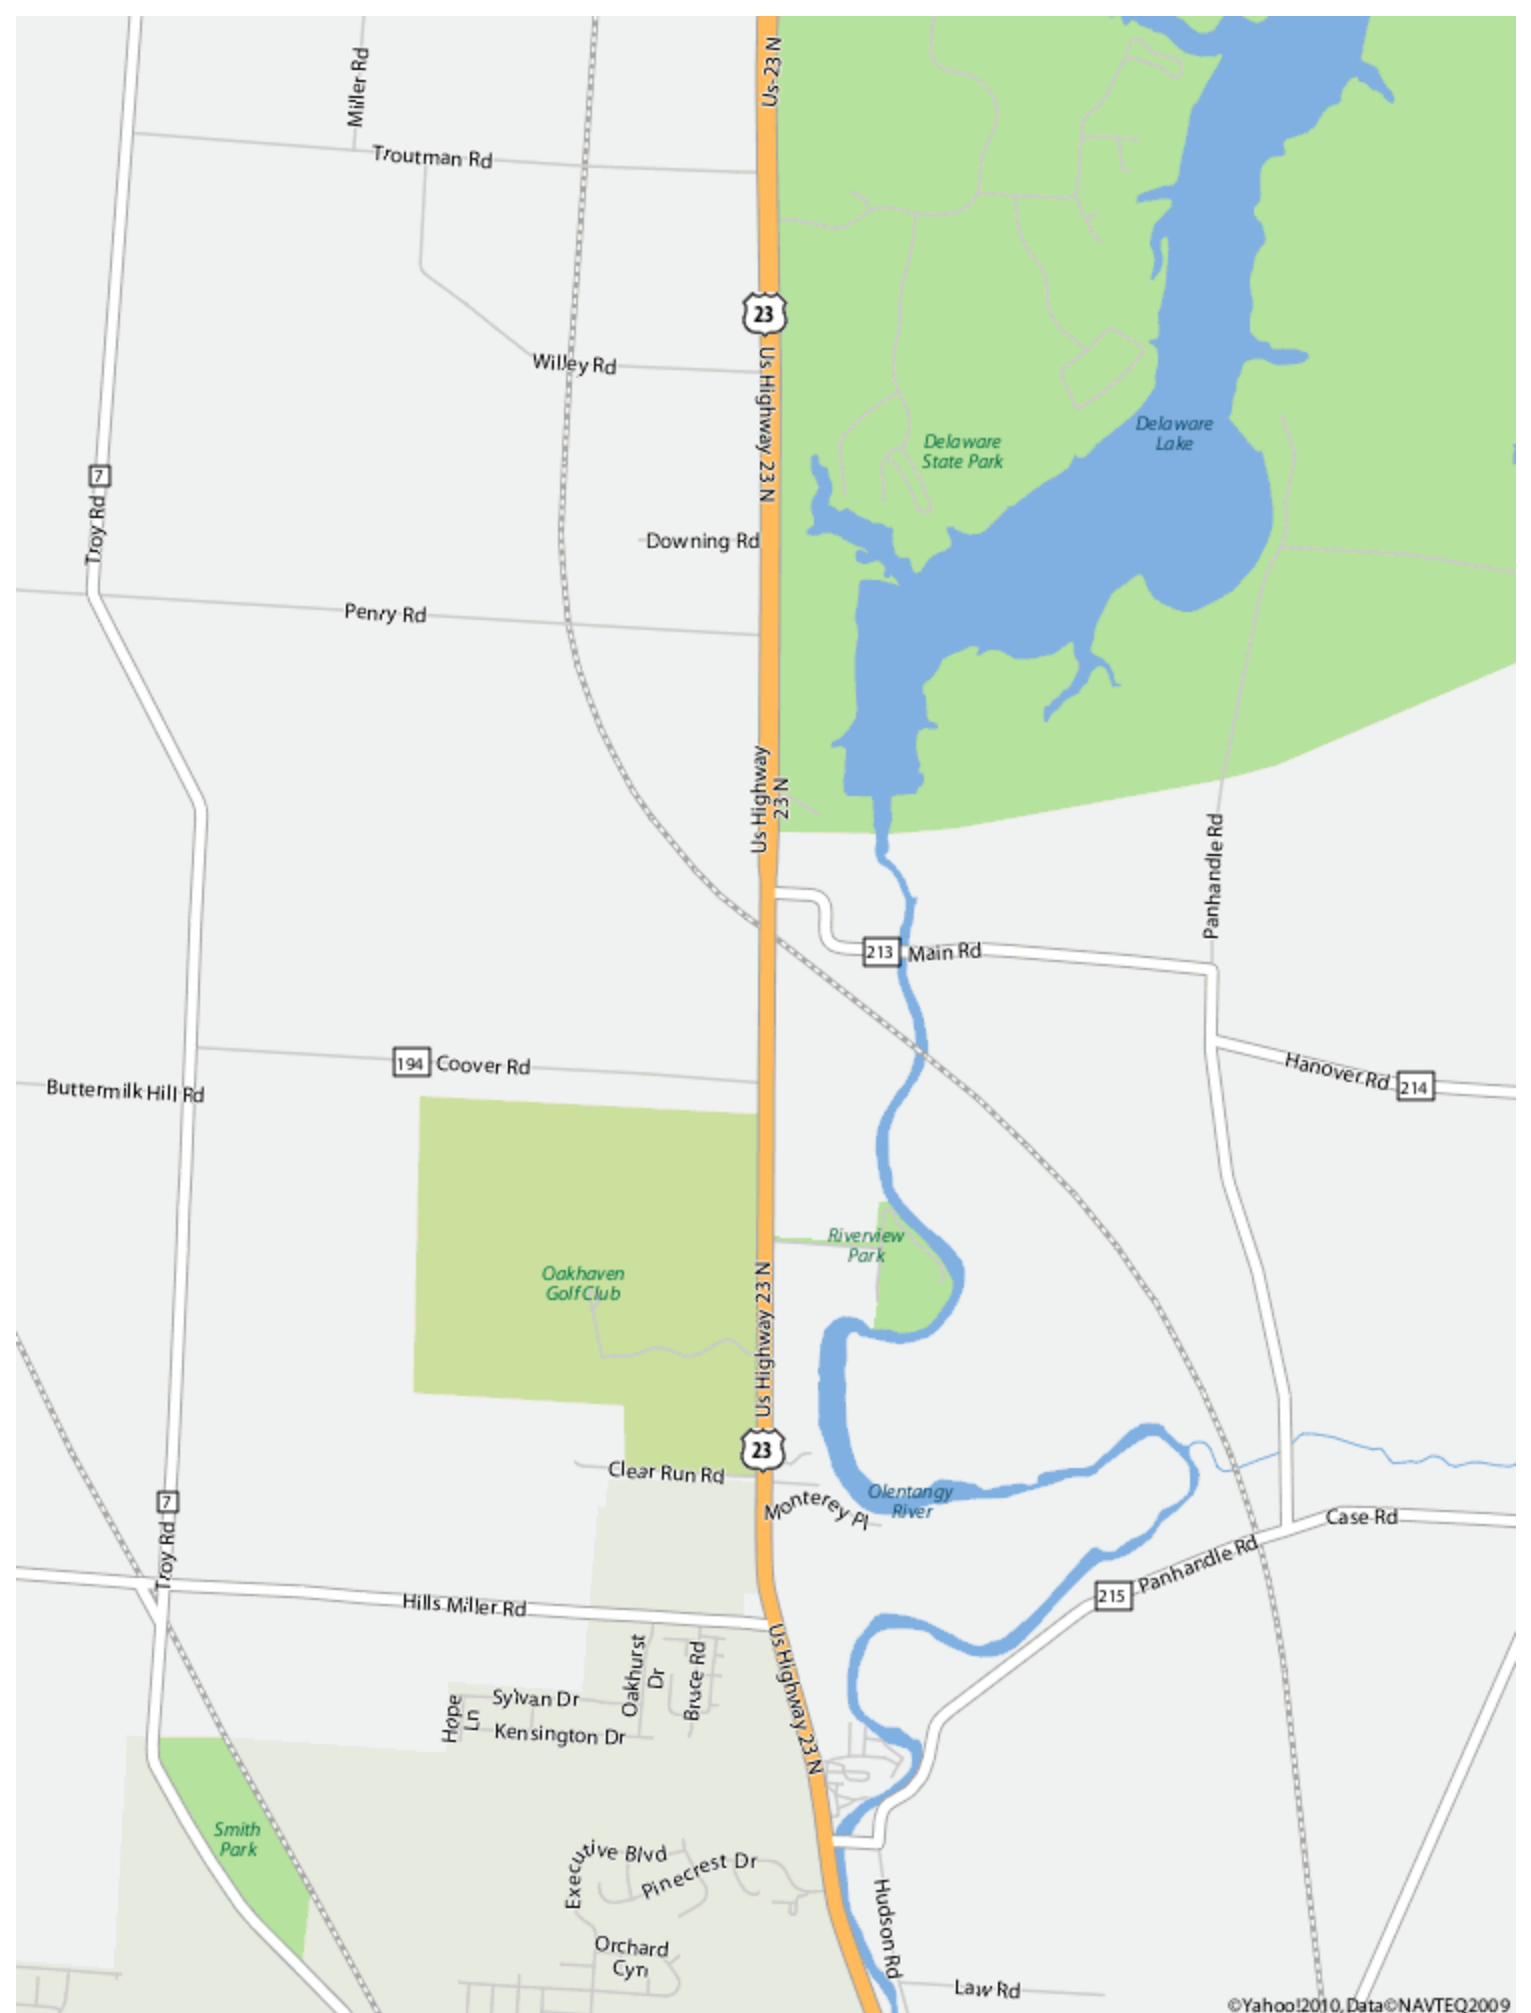 Us-23 N
Miller Rd
Troutman Rd
23
Willey Rd
Us Highway 23 N
Delaware
Lake
Delaware
State Park
7
Troy Rd
Downing Rd
Penry Rd
Us Highway
23 N
Panhandle Rd
213
Main Rd
194
Coover Rd
Hanover Rd
214
Buttermilk Hill Rd
Riverview
Park
Oakhaven
Golf Club
Us Highway 23 N
23
Clear Run Rd
Monterey Pl
Olentangy
River
7
Troy Rd
Case Rd
Panhandle Rd
215
Hills Miller Rd
Us Highway 23 N
Oakhurst
Dr
Bruce Rd
Hope
Ln
Sylvan Dr
Kensington Dr
Smith
Park
Executive Blvd
Pinecrest Dr
Hudson Rd
Orchard
Cyn
Law Rd
©Yahoo!2010, Data©NAVTEQ2009